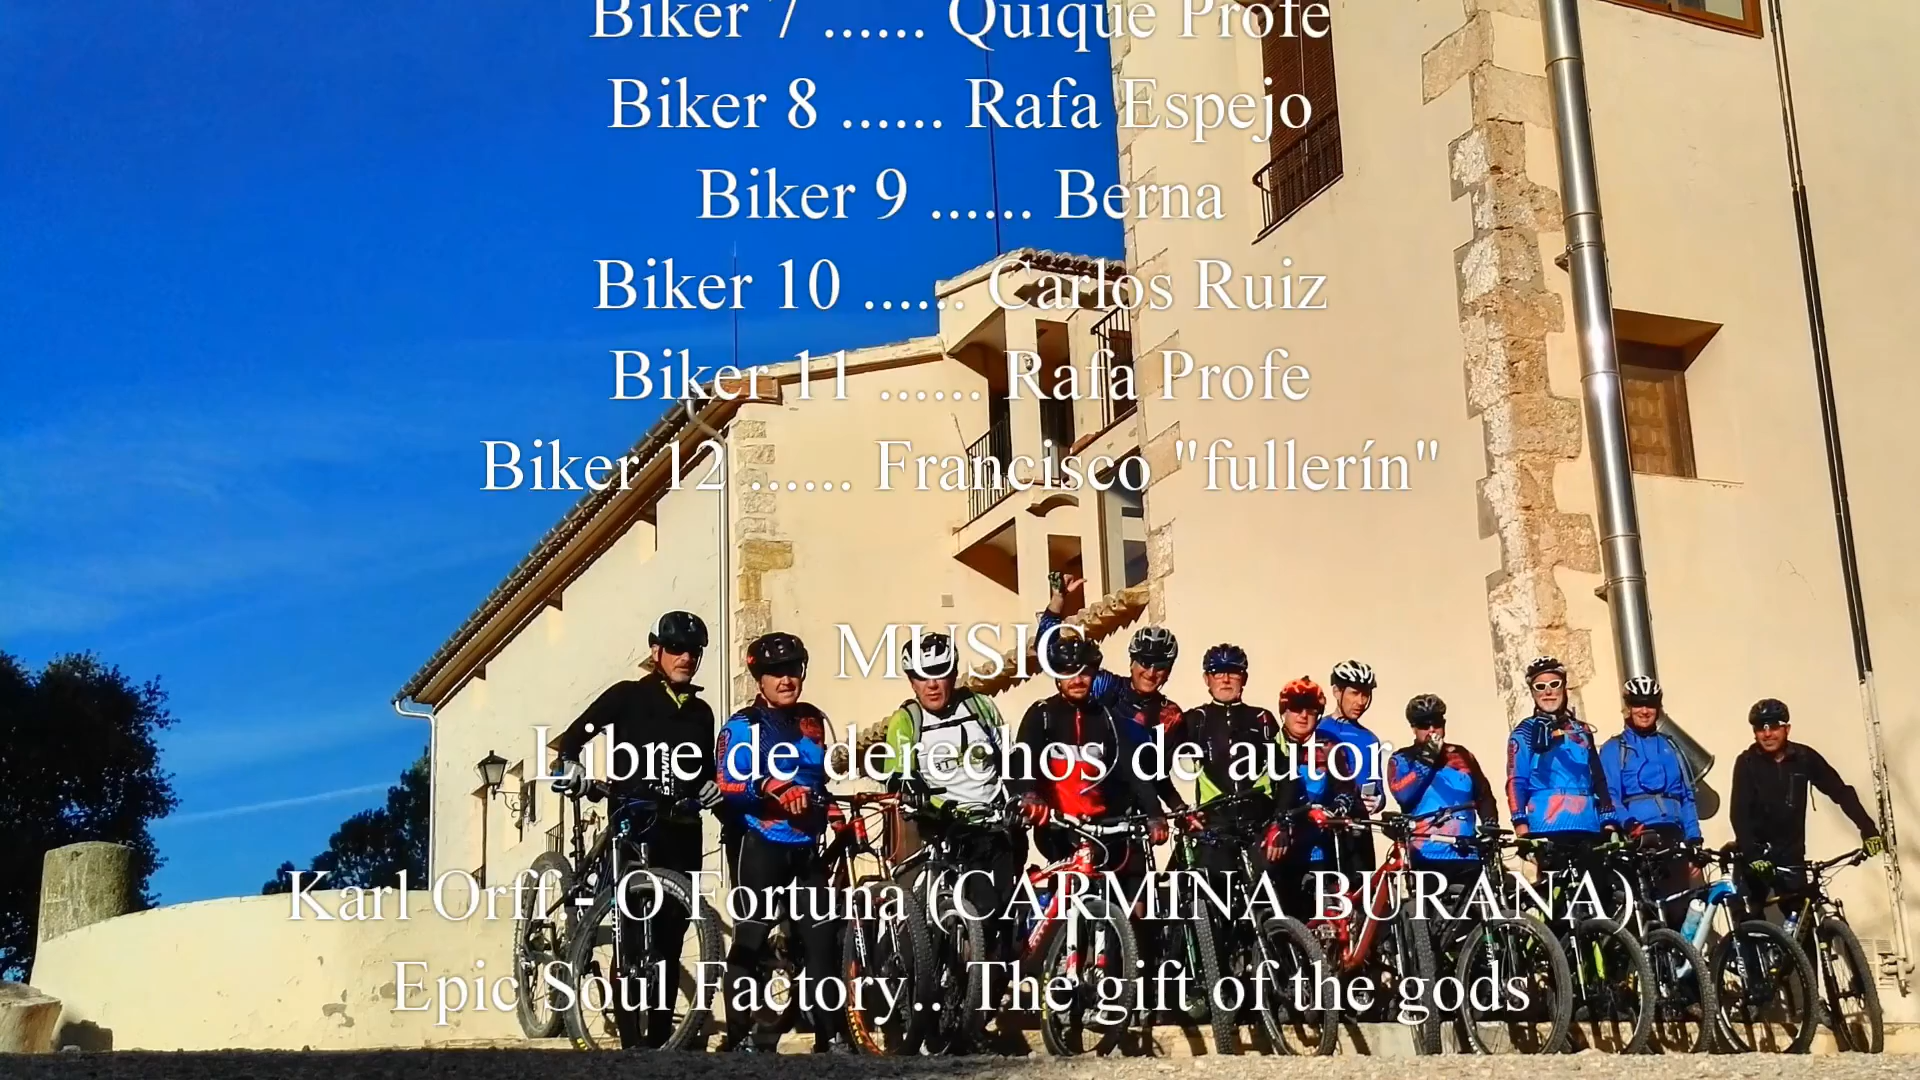 Biker 7 ...... Quique Profe
Biker 8 ...... Rafa Espejo
Biker 9 ...... Berna
Biker 10 ...... Carlos Ruiz
Biker 11 ...... Rafa Profe
Biker 12 ...... Francisco "fullerín"
MUSIC
Libre de derechos de autor
Karl Orff.- O Fortuna (CARMINA BURANA)
Epic Soul Factory.. The gift of the gods